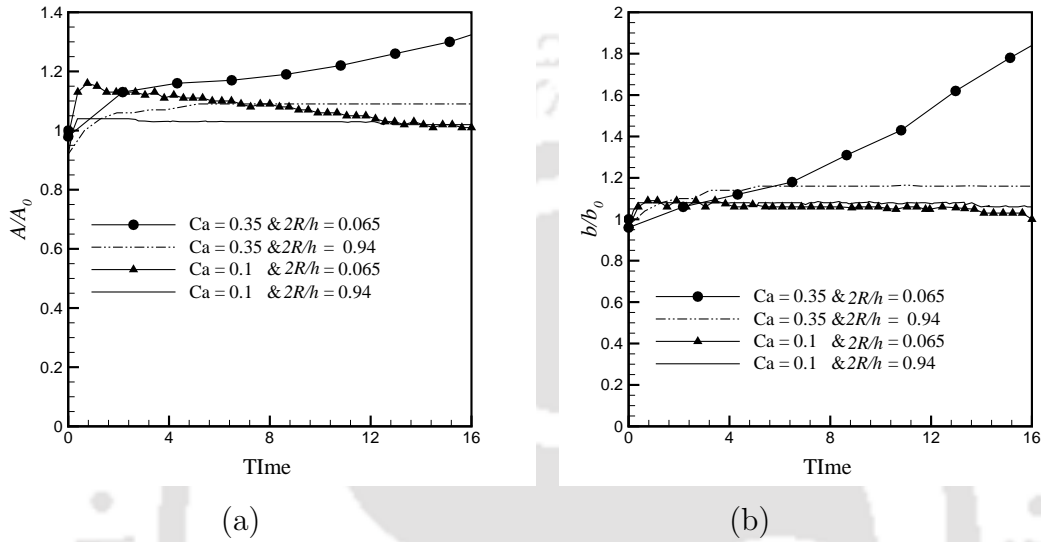 A/A0
1.4
1.2
1
0.8
0.6
0.4
0.2
0
0 4 8 12 16
TIme
Ca = 0.35 & 2R/h = 0.065
Ca = 0.35 & 2R/h = 0.94
Ca = 0.1 & 2R/h = 0.065
Ca = 0.1 & 2R/h = 0.94
(a)
b/b0
2
1.8
1.6
1.4
1.2
1
0.8
0.6
0.4
0.2
0
0 4 8 12 16
TIme
Ca = 0.35 & 2R/h = 0.065
Ca = 0.35 & 2R/h = 0.94
Ca = 0.1 & 2R/h = 0.065
Ca = 0.1 & 2R/h = 0.94
(b)